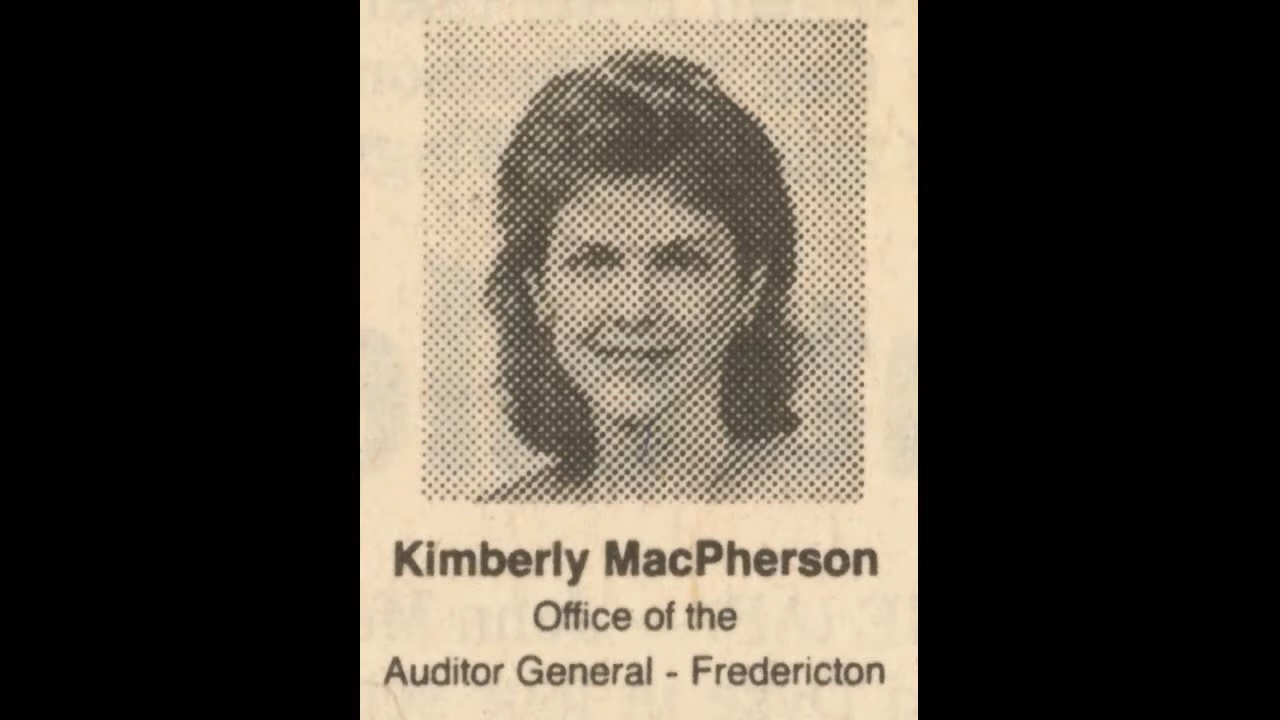 Kimberly MacPherson
Office of the
Auditor General - Fredericton